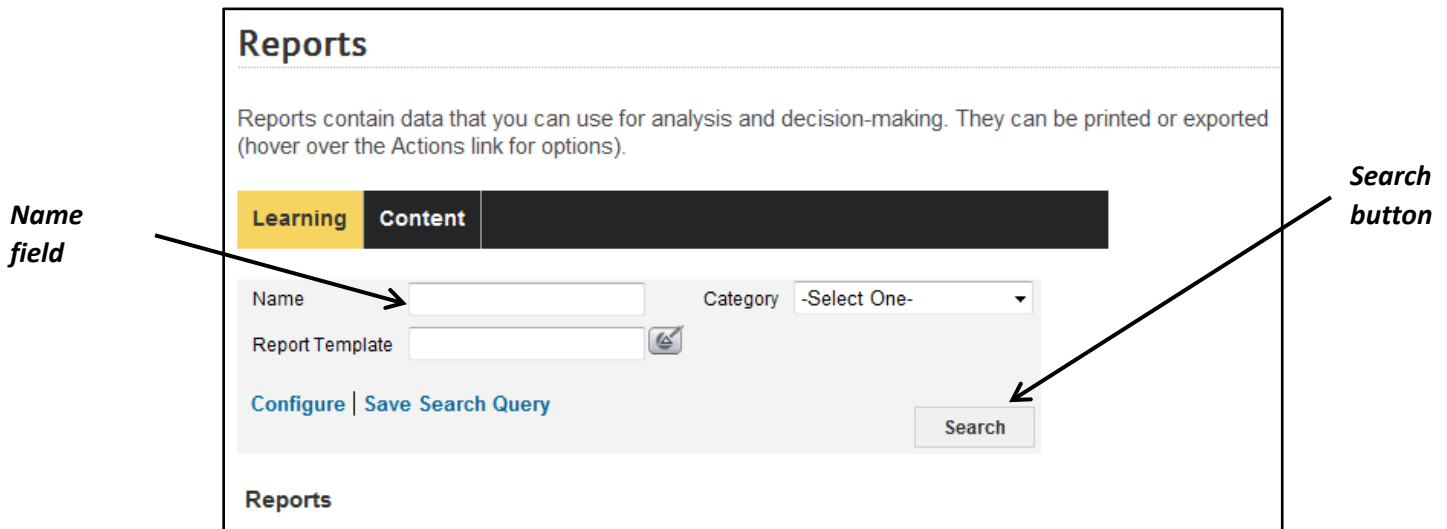 Reports
Reports contain data that you can use for analysis and decision-making. They can be printed or exported
(hover over the Actions link for options).
Search
button
Name
field
Learning Content
Name Category -Select One-
Report Template
Configure | Save Search Query
Search
Reports